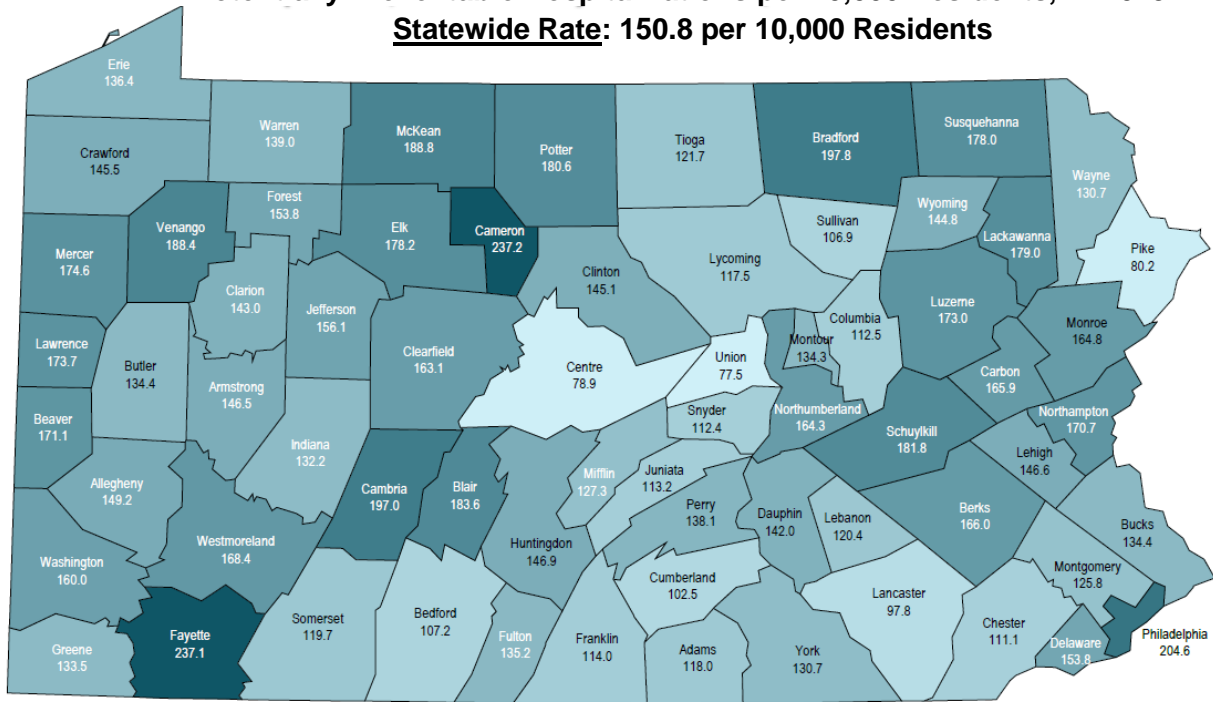 Statewide Rate: 150.8 per 10,000 Residents
Erie
136.4
Crawford
145.5
Warren
139.0
McKean
188.8
Potter
180.6
Tioga
121.7
Bradford
197.8
Susquehanna
178.0
Wayne
130.7
Forest
153.8
Venango
188.4
Mercer
174.6
Elk
178.2
Cameron
237.2
Clinton
145.1
Lycoming
117.5
Sullivan
106.9
Wyoming
144.8
Lackawanna
179.0
Pike
80.2
Clarion
143.0
Jefferson
156.1
Clearfield
163.1
Lawrence
173.7
Butler
134.4
Armstrong
146.5
Centre
78.9
Union
77.5
Montour
134.3
Columbia
112.5
Luzerne
173.0
Monroe
164.8
Carbon
165.9
Beaver
171.1
Snyder
112.4
Northumberland
164.3
Schuylkill
181.8
Northampton
170.7
Lehigh
146.6
Indiana
132.2
Allegheny
149.2
Cambria
197.0
Blair
183.6
Mifflin
127.3
Juniata
113.2
Perry
138.1
Dauphin
142.0
Lebanon
120.4
Berks
166.0
Bucks
134.4
Westmoreland
168.4
Washington
160.0
Huntingdon
146.9
Cumberland
102.5
Lancaster
97.8
Montgomery
125.8
Greene
133.5
Fayette
237.1
Somerset
119.7
Bedford
107.2
Fulton
135.2
Franklin
114.0
Adams
118.0
York
130.7
Chester
111.1
Delaware
153.8
Philadelphia
204.6